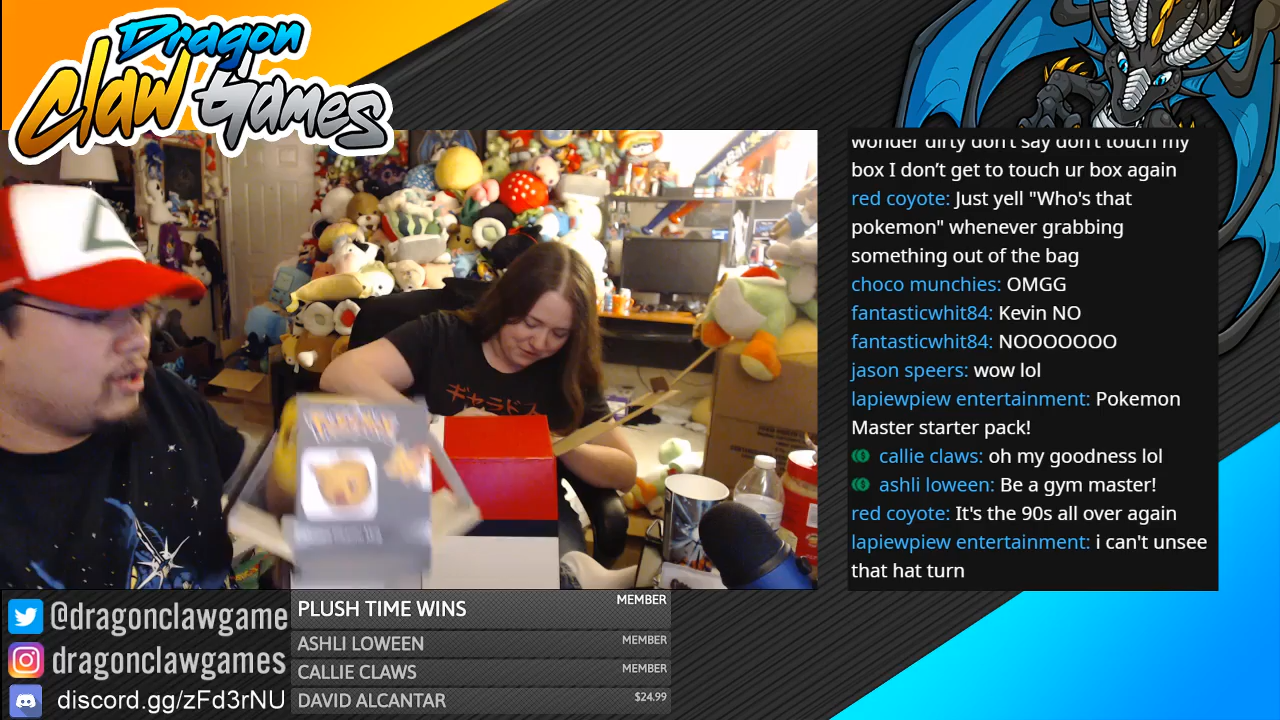 Dragon
Claw Games
wonder dirty don't say don't touch my
box I don't get to touch ur box again
red coyote: Just yell "Who's that
pokemon" whenever grabbing
something out of the bag
choco munchies: OMGG
fantasticwhit84: Kevin NO
fantasticwhit84: NOOOOOOO
jason speers: wow lol
lapiewpiew entertainment: Pokemon
Master starter pack!
callie claws: oh my goodness lol
ashli loween: Be a gym master!
red coyote: It's the 90s all over again
lapiewpiew entertainment: i can't unsee
that hat turn
ギャラドス
@dragonclawgame
dragonclawgames
discord.gg/zFd3rNU
PLUSH TIME WINS MEMBER
ASHLI LOWEEN MEMBER
CALLIE CLAWS MEMBER
DAVID ALCANTAR $24.99